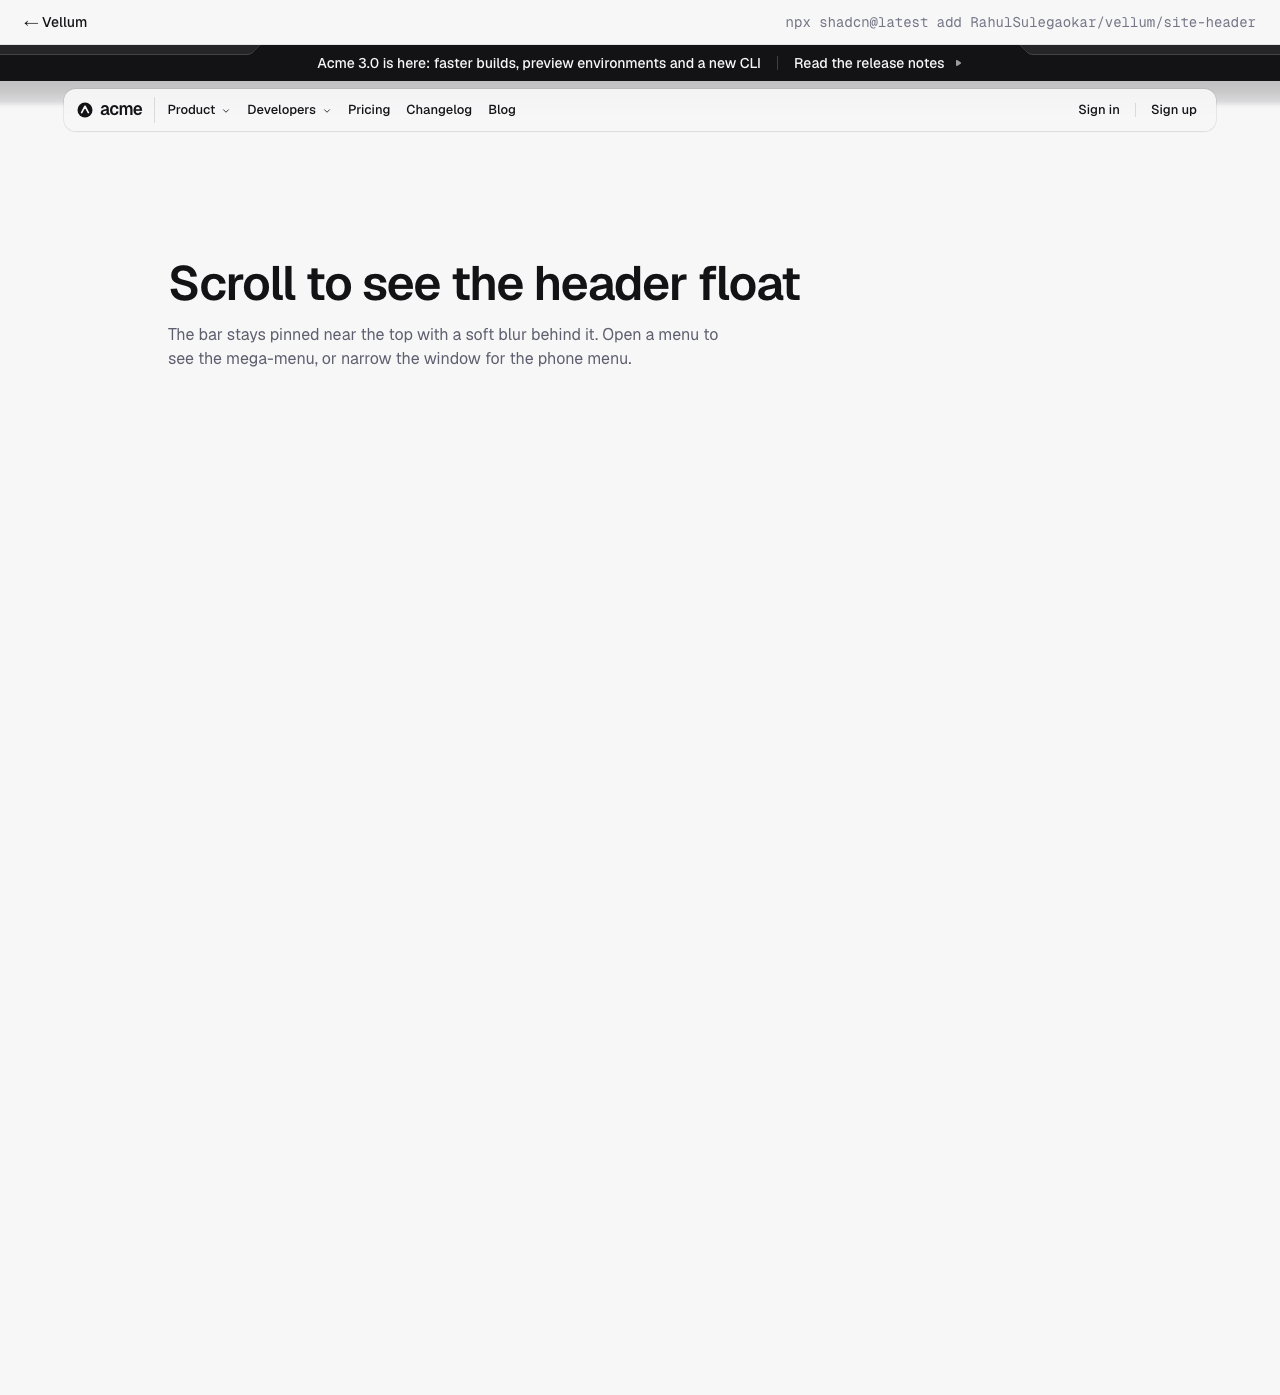 ← Vellum
npx shadcn@latest add RahulSulegaokar/vellum/site-header
Acme 3.0 is here: faster builds, preview environments and a new CLI
Read the release notes
acme
Product
Developers
Pricing
Changelog
Blog
Sign in
Sign up
Scroll to see the header float
The bar stays pinned near the top with a soft blur behind it. Open a menu to
see the mega-menu, or narrow the window for the phone menu.